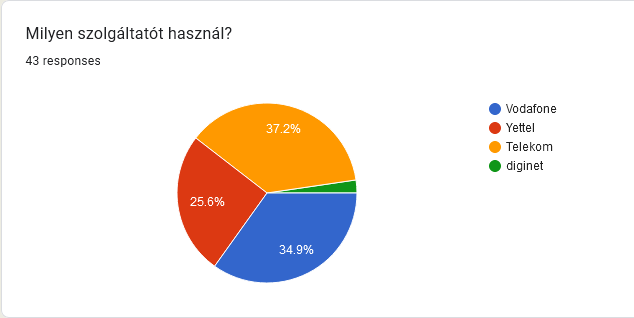 Milyen szolgáltatót használ?
43 responses
37.2%
25.6%
34.9%
Vodafone
Yettel
Telekom
diginet